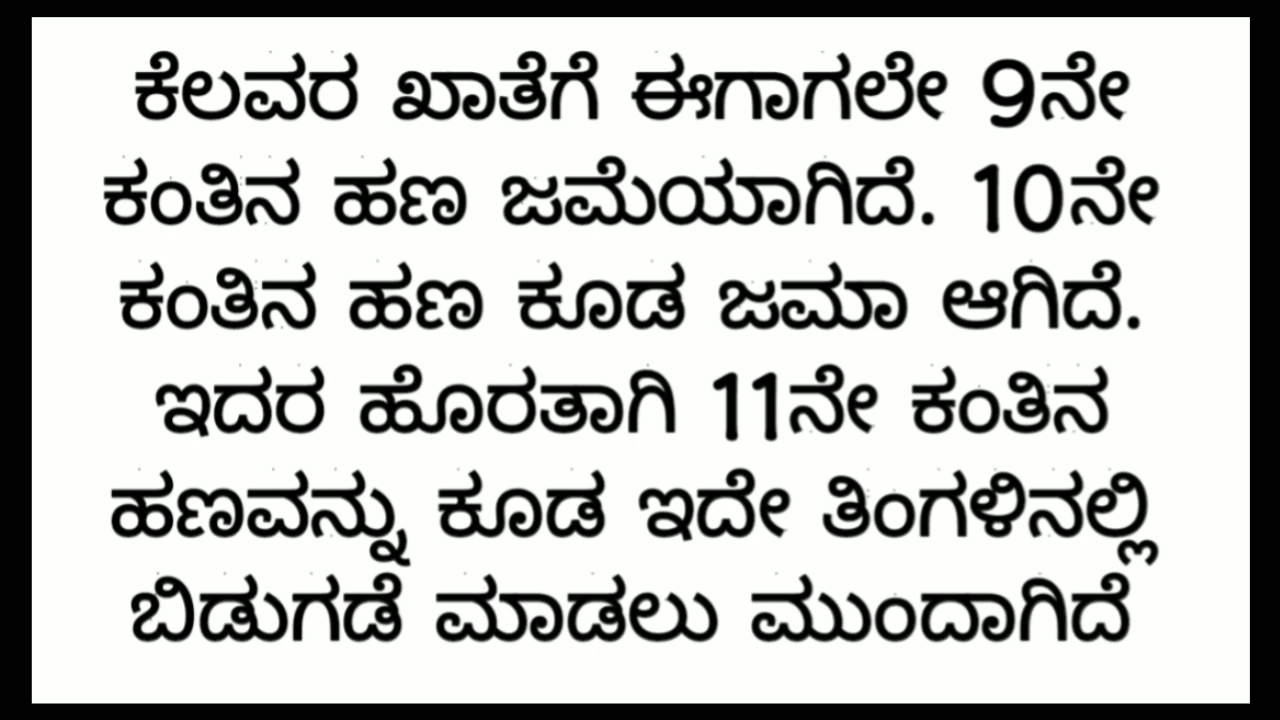 ಕೆಲವರ ಖಾತೆಗೆ ಈಗಾಗಲೇ 9ನೇ
ಕಂತಿನ ಹಣ ಜಮೆಯಾಗಿದೆ. 10ನೇ
ಕಂತಿನ ಹಣ ಕೂಡ ಜಮಾ ಆಗಿದೆ.
ಇದರ ಹೊರತಾಗಿ 11ನೇ ಕಂತಿನ
ಹಣವನ್ನು ಕೂಡ ಇದೇ ತಿಂಗಳಿನಲ್ಲಿ
ಬಿಡುಗಡೆ ಮಾಡಲು ಮುಂದಾಗಿದೆ